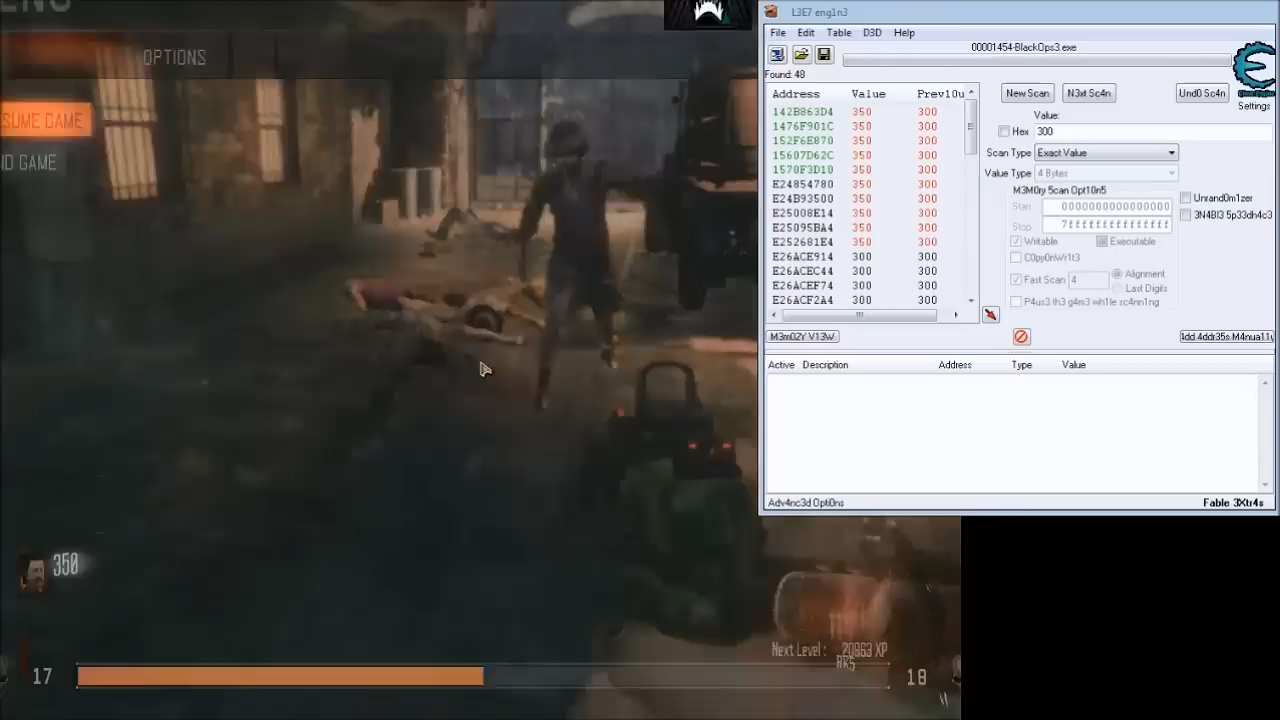 OPTIONS
SUME GAME
ND GAME
350
17
18
Next Level : 20863 XP
L3E7 eng1n3
File Edit Table D3D Help
00001454-BlackOps3.exe
Found: 48
Address Value Prev10u
142B863D4 350 300
1476F901C 350 300
152F6E870 350 300
15607D62C 350 300
1570F3D10 350 300
E24854780 350 300
E24B93500 350 300
E25008E14 350 300
E25095BA4 350 300
E252681E4 350 300
E26ACE914 300 300
E26ACEC44 300 300
E26ACEF74 300 300
E26ACF2A4 300 300
New Scan N3xt Sc4n Und0 Sc4n
Settings
Value:
Hex 300
Scan Type Exact Value
Value Type 4 Bytes
M3M0ry 5can Opt10n5
Start 0000000000000000
Stop 7fffffffffffffff
Unrand0m1zer
3N4Bl3 5p33dh4c3
Writable Executable
C0py0nWr1t3
Fast Scan 4 Alignment
Last Digits
P4us3 th3 g4m3 wh1le sc4nn1ng
M3m0ZY V13W
1dd 4ddr35s M4nua11y
Active Description Address Type Value
Adv4nc3d Opti0ns
Fable 3Xtr4s